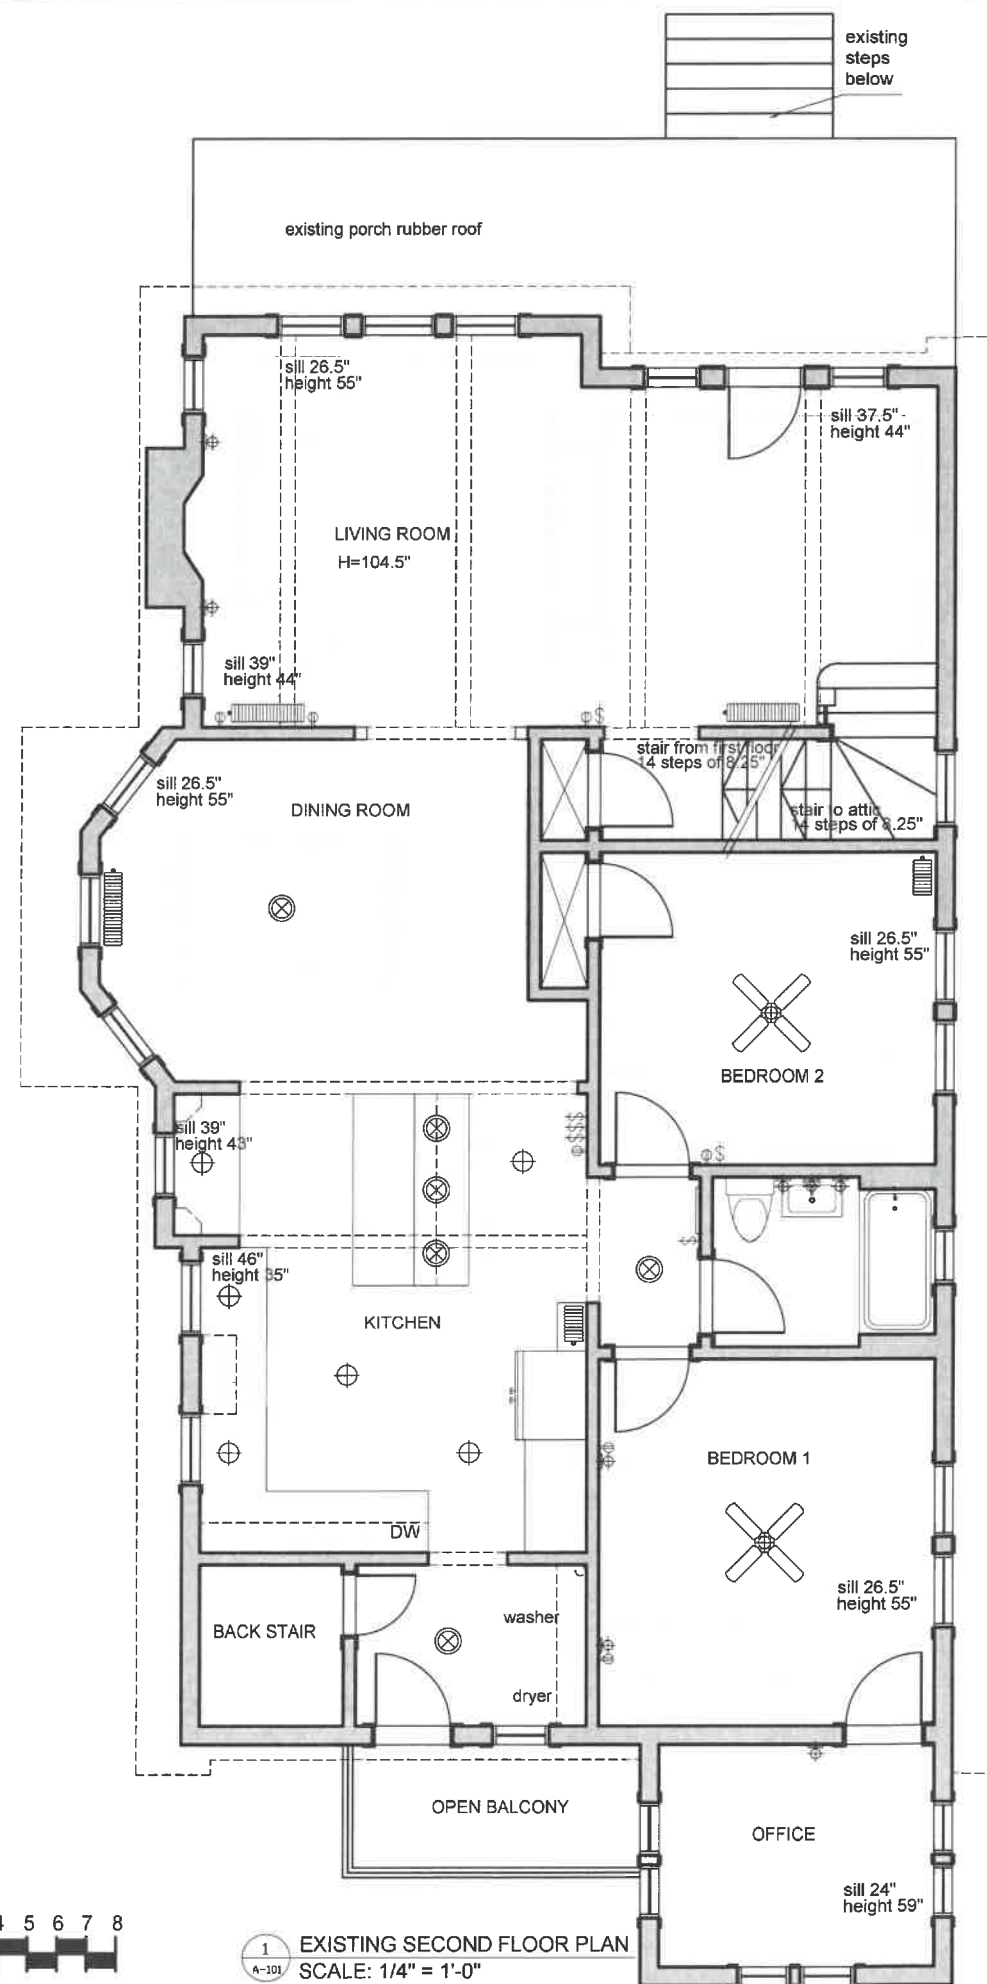 existing
steps
below
existing porch rubber roof
sill 26.5"
height 55"
sill 37.5"
height 44"
LIVING ROOM
H=104.5"
sill 39"
height 44"
stair from first floor
14 steps of 8.25"
sill 26.5"
height 55"
DINING ROOM
stair to attic
14 steps of 8.25"
sill 26.5"
height 55"
BEDROOM 2
sill 39"
height 43"
sill 46"
height 35"
KITCHEN
BEDROOM 1
DW
sill 26.5"
height 55"
washer
BACK STAIR
dryer
OPEN BALCONY
OFFICE
sill 24"
height 59"
4 5 6 7 8
1
A-101
EXISTING SECOND FLOOR PLAN
SCALE: 1/4" = 1'-0"